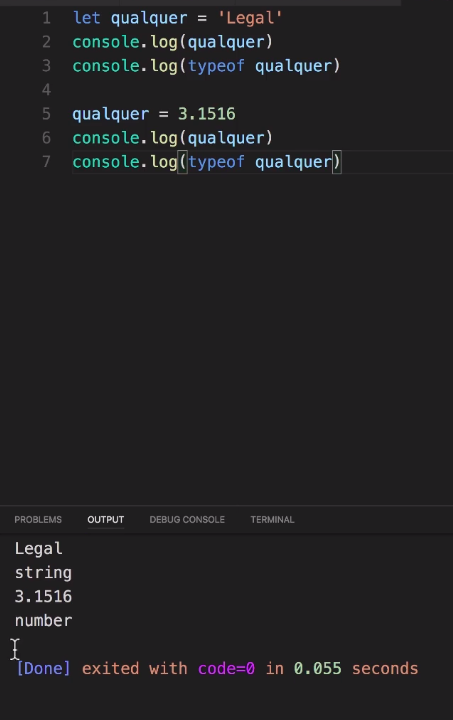 1 let qualquer = 'Legal'
2 console.log(qualquer)
3 console.log(typeof qualquer)
4
5 qualquer = 3.1516
6 console.log(qualquer)
7 console.log(typeof qualquer)
PROBLEMS OUTPUT DEBUG CONSOLE TERMINAL
Legal
string
3.1516
number
[Done] exited with code=0 in 0.055 seconds